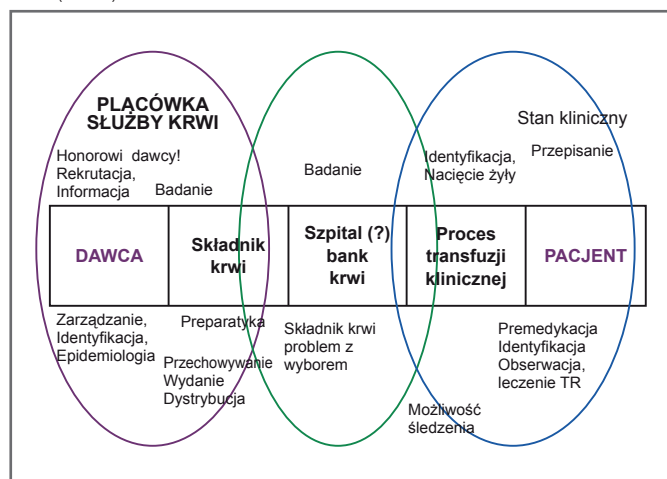 PLACÓWKA
SŁUŻBY KRWI
Honorowi dawcy!
Rekrutacja,
Informacja
Badanie
Badanie
Identyfikacja,
Nacięcie żyły
Stan kliniczny
Przepisanie
DAWCA
Składnik
krwi
Szpital (?)
bank
krwi
Proces
transfuzji
klinicznej
PACJENT
Zarządzanie,
Identyfikacja,
Epidemiologia
Preparatyka
Przechowywanie
Wydanie
Dystrybucja
Składnik krwi
problem z
wyborem
Możliwość
śledzenia
Premedykacja
Identyfikacja
Obserwacja,
leczenie TR